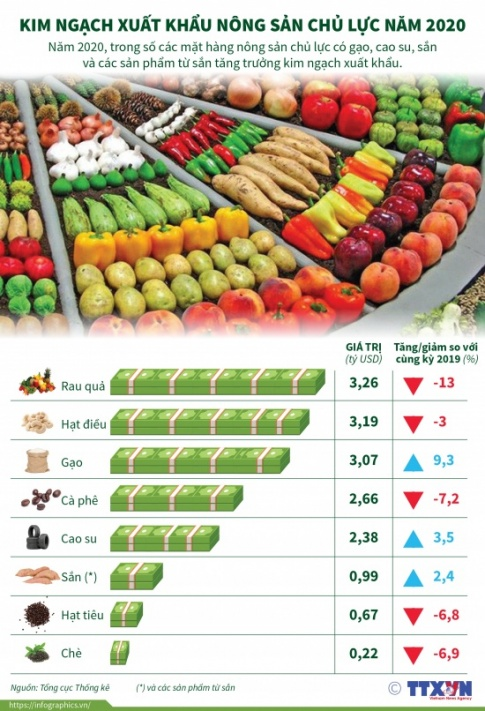 KIM NGẠCH XUẤT KHẨU NÔNG SẢN CHỦ LỰC NĂM 2020
Năm 2020, trong số các mặt hàng nông sản chủ lực có gạo, cao su, sắn
và các sản phẩm từ sắn tăng trưởng kim ngạch xuất khẩu.
GIÁ TRỊ Tăng/giảm so với
(tỷ USD) cùng kỳ 2019 (%)
Rau quả 3,26 -13
Hạt điều 3,19 -3
Gạo 3,07 9,3
Cà phê 2,66 -7,2
Cao su 2,38 3,5
Sắn (*) 0,99 2,4
Hạt tiêu 0,67 -6,8
Chè 0,22 -6,9
Nguồn: Tổng cục Thống kê (*) và các sản phẩm từ sắn
© TTXVN
Vietnam News Agency
https://infographics.vn/